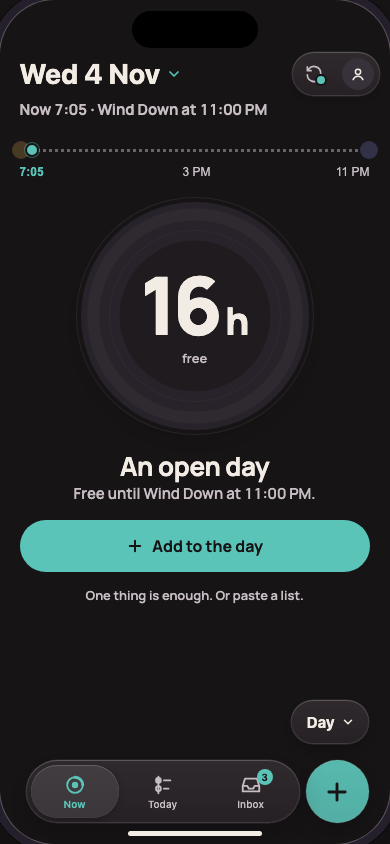 Wed 4 Nov
Now 7:05 · Wind Down at 11:00 PM
7:05 3 PM 11 PM
16h
free
An open day
Free until Wind Down at 11:00 PM.
+ Add to the day
One thing is enough. Or paste a list.
Day
3
Now Today Inbox